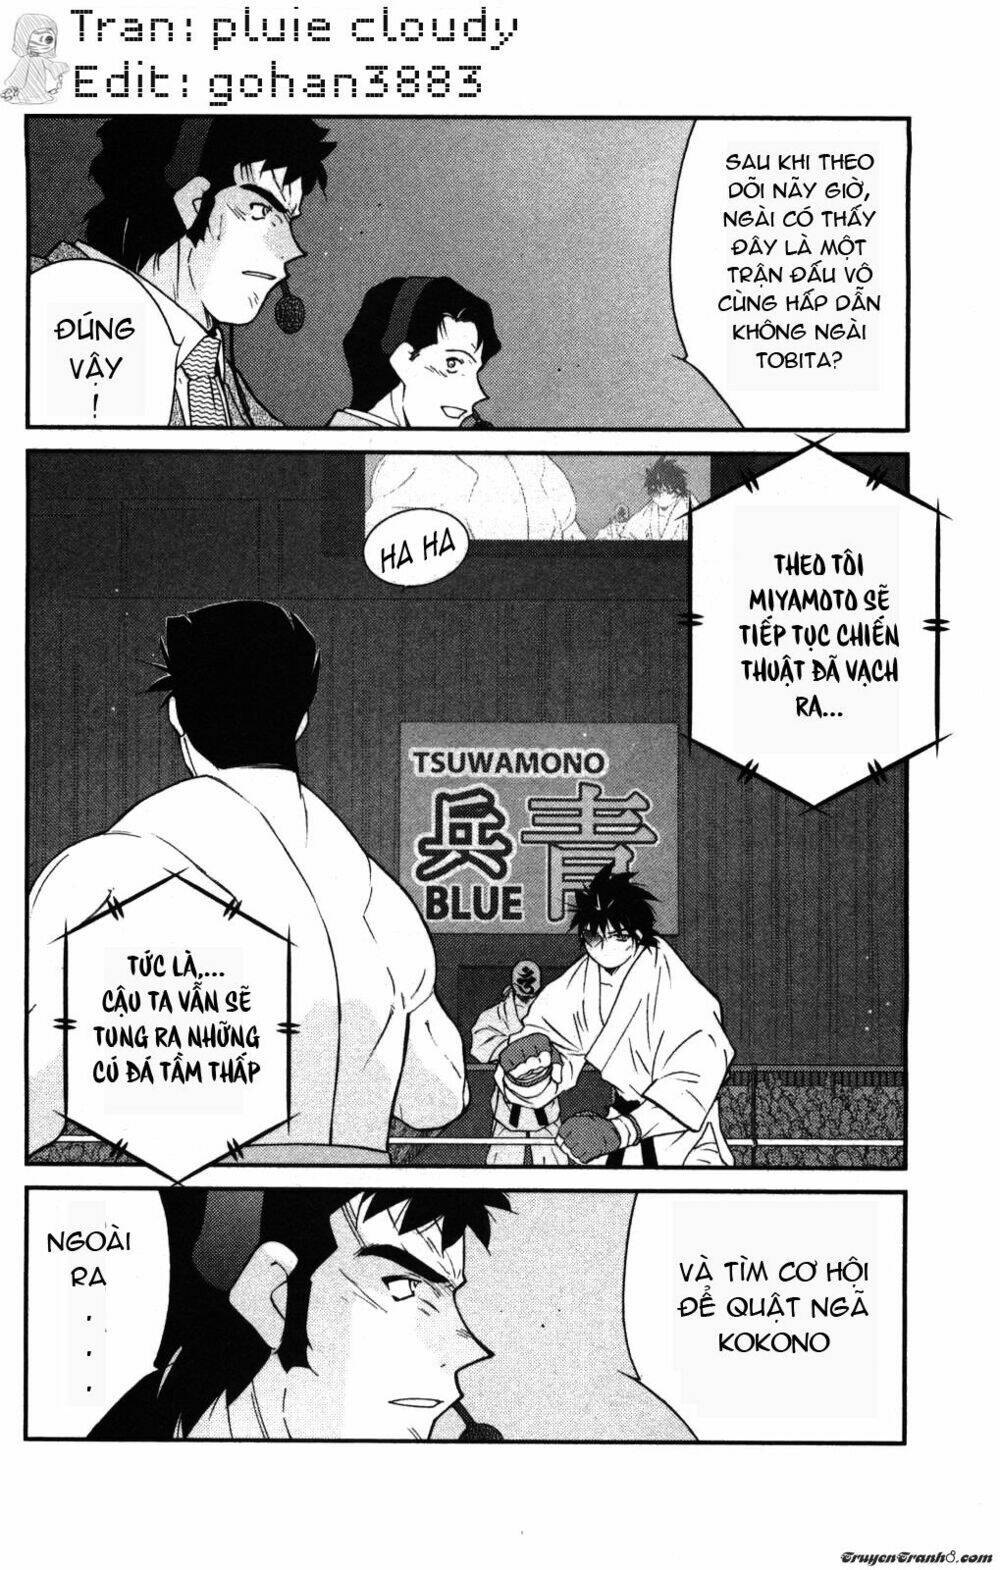 Tran: pluie cloudy
Edit: gohan3883
SAU KHI THEO
DÕI NÃY GIỜ,
NGÀI CÓ THẤY
ĐÂY LÀ MỘT
TRẬN ĐẤU VÔ
CÙNG HẤP DẪN
KHÔNG NGÀI
TOBITA?
ĐÚNG
VẬY
!
THEO TÔI
MIYAMOTO SẼ
TIẾP TỤC CHIẾN
THUẬT ĐÃ VẠCH
RA...
HA HA
TSUWAMONO
兵青
BLUE
TỨC LÀ,...
CẬU TA VẪN SẼ
TUNG RA NHỮNG
CÚ ĐÁ TẦM THẤP
VÀ TÌM CƠ HỘI
ĐỂ QUẬT NGÃ
KOKONO
NGOÀI
RA
.
.
.
.
TruyenTranh8.com